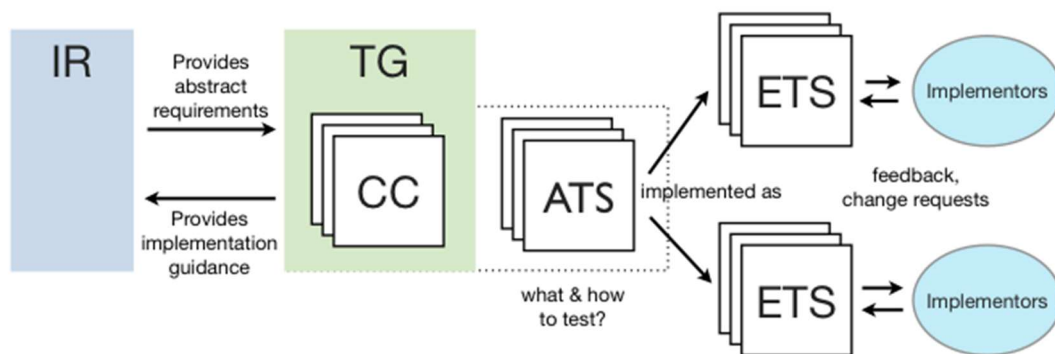 IR
Provides
abstract
requirements
Provides
implementation
guidance
TG
CC
ATS
what & how
to test?
implemented as
ETS
Implementors
feedback,
change requests
ETS
Implementors